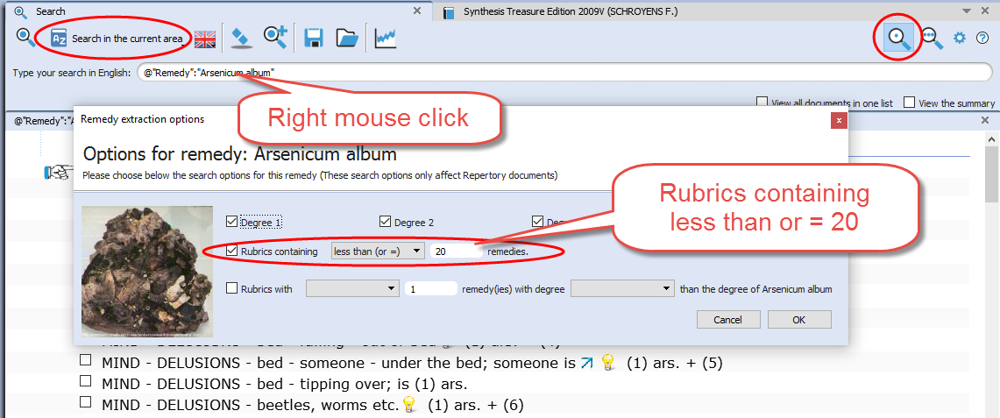 Search
Synthesis Treasure Edition 2009V (SCHROYENS F.)
AZ Search in the current area
Type your search in English: @"Remedy":"Arsenicum album"
View all documents in one list View the summary
Right mouse click
@"Remedy":"A
Remedy extraction options
x
Options for remedy: Arsenicum album
Please choose below the search options for this remedy (These search options only affect Repertory documents)
Rubrics containing
less than or = 20
Degree 1 Degree 2
Rubrics containing less than (or =) 20 remedies.
Rubrics with 1 remedy(ies) with degree than the degree of Arsenicum album
Cancel OK
MIND - DELUSIONS - bed - someone - under the bed; someone is (1) ars. + (5)
MIND - DELUSIONS - bed - tipping over; is (1) ars.
MIND - DELUSIONS - beetles, worms etc. (1) ars. + (6)